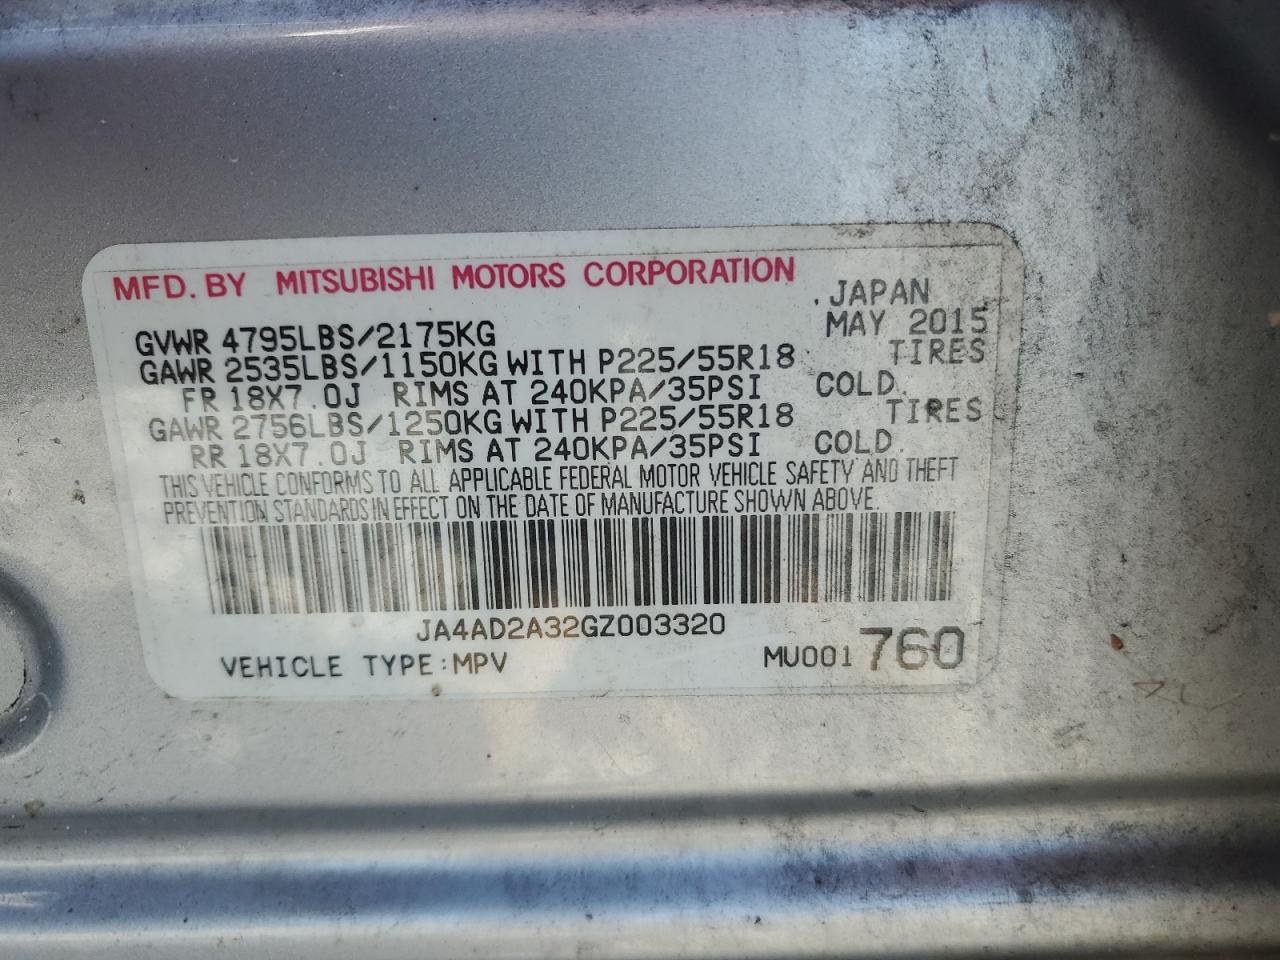 MFD. BY MITSUBISHI MOTORS CORPORATION
JAPAN
GVWR 4795LBS/2175KG MAY 2015
GAWR 2535LBS/1150KG WITH P225/55R18 TIRES
FR 18X7.0J RIMS AT 240KPA/35PSI COLD.
GAWR 2756LBS/1250KG WITH P225/55R18 TIRES
RR 18X7.0J RIMS AT 240KPA/35PSI COLD.
THIS VEHICLE CONFORMS TO ALL APPLICABLE FEDERAL MOTOR VEHICLE SAFETY AND THEFT
PREVENTION STANDARDS IN EFFECT ON THE DATE OF MANUFACTURE SHOWN ABOVE.
JA4AD2A32GZ003320
VEHICLE TYPE:MPV MU001 760